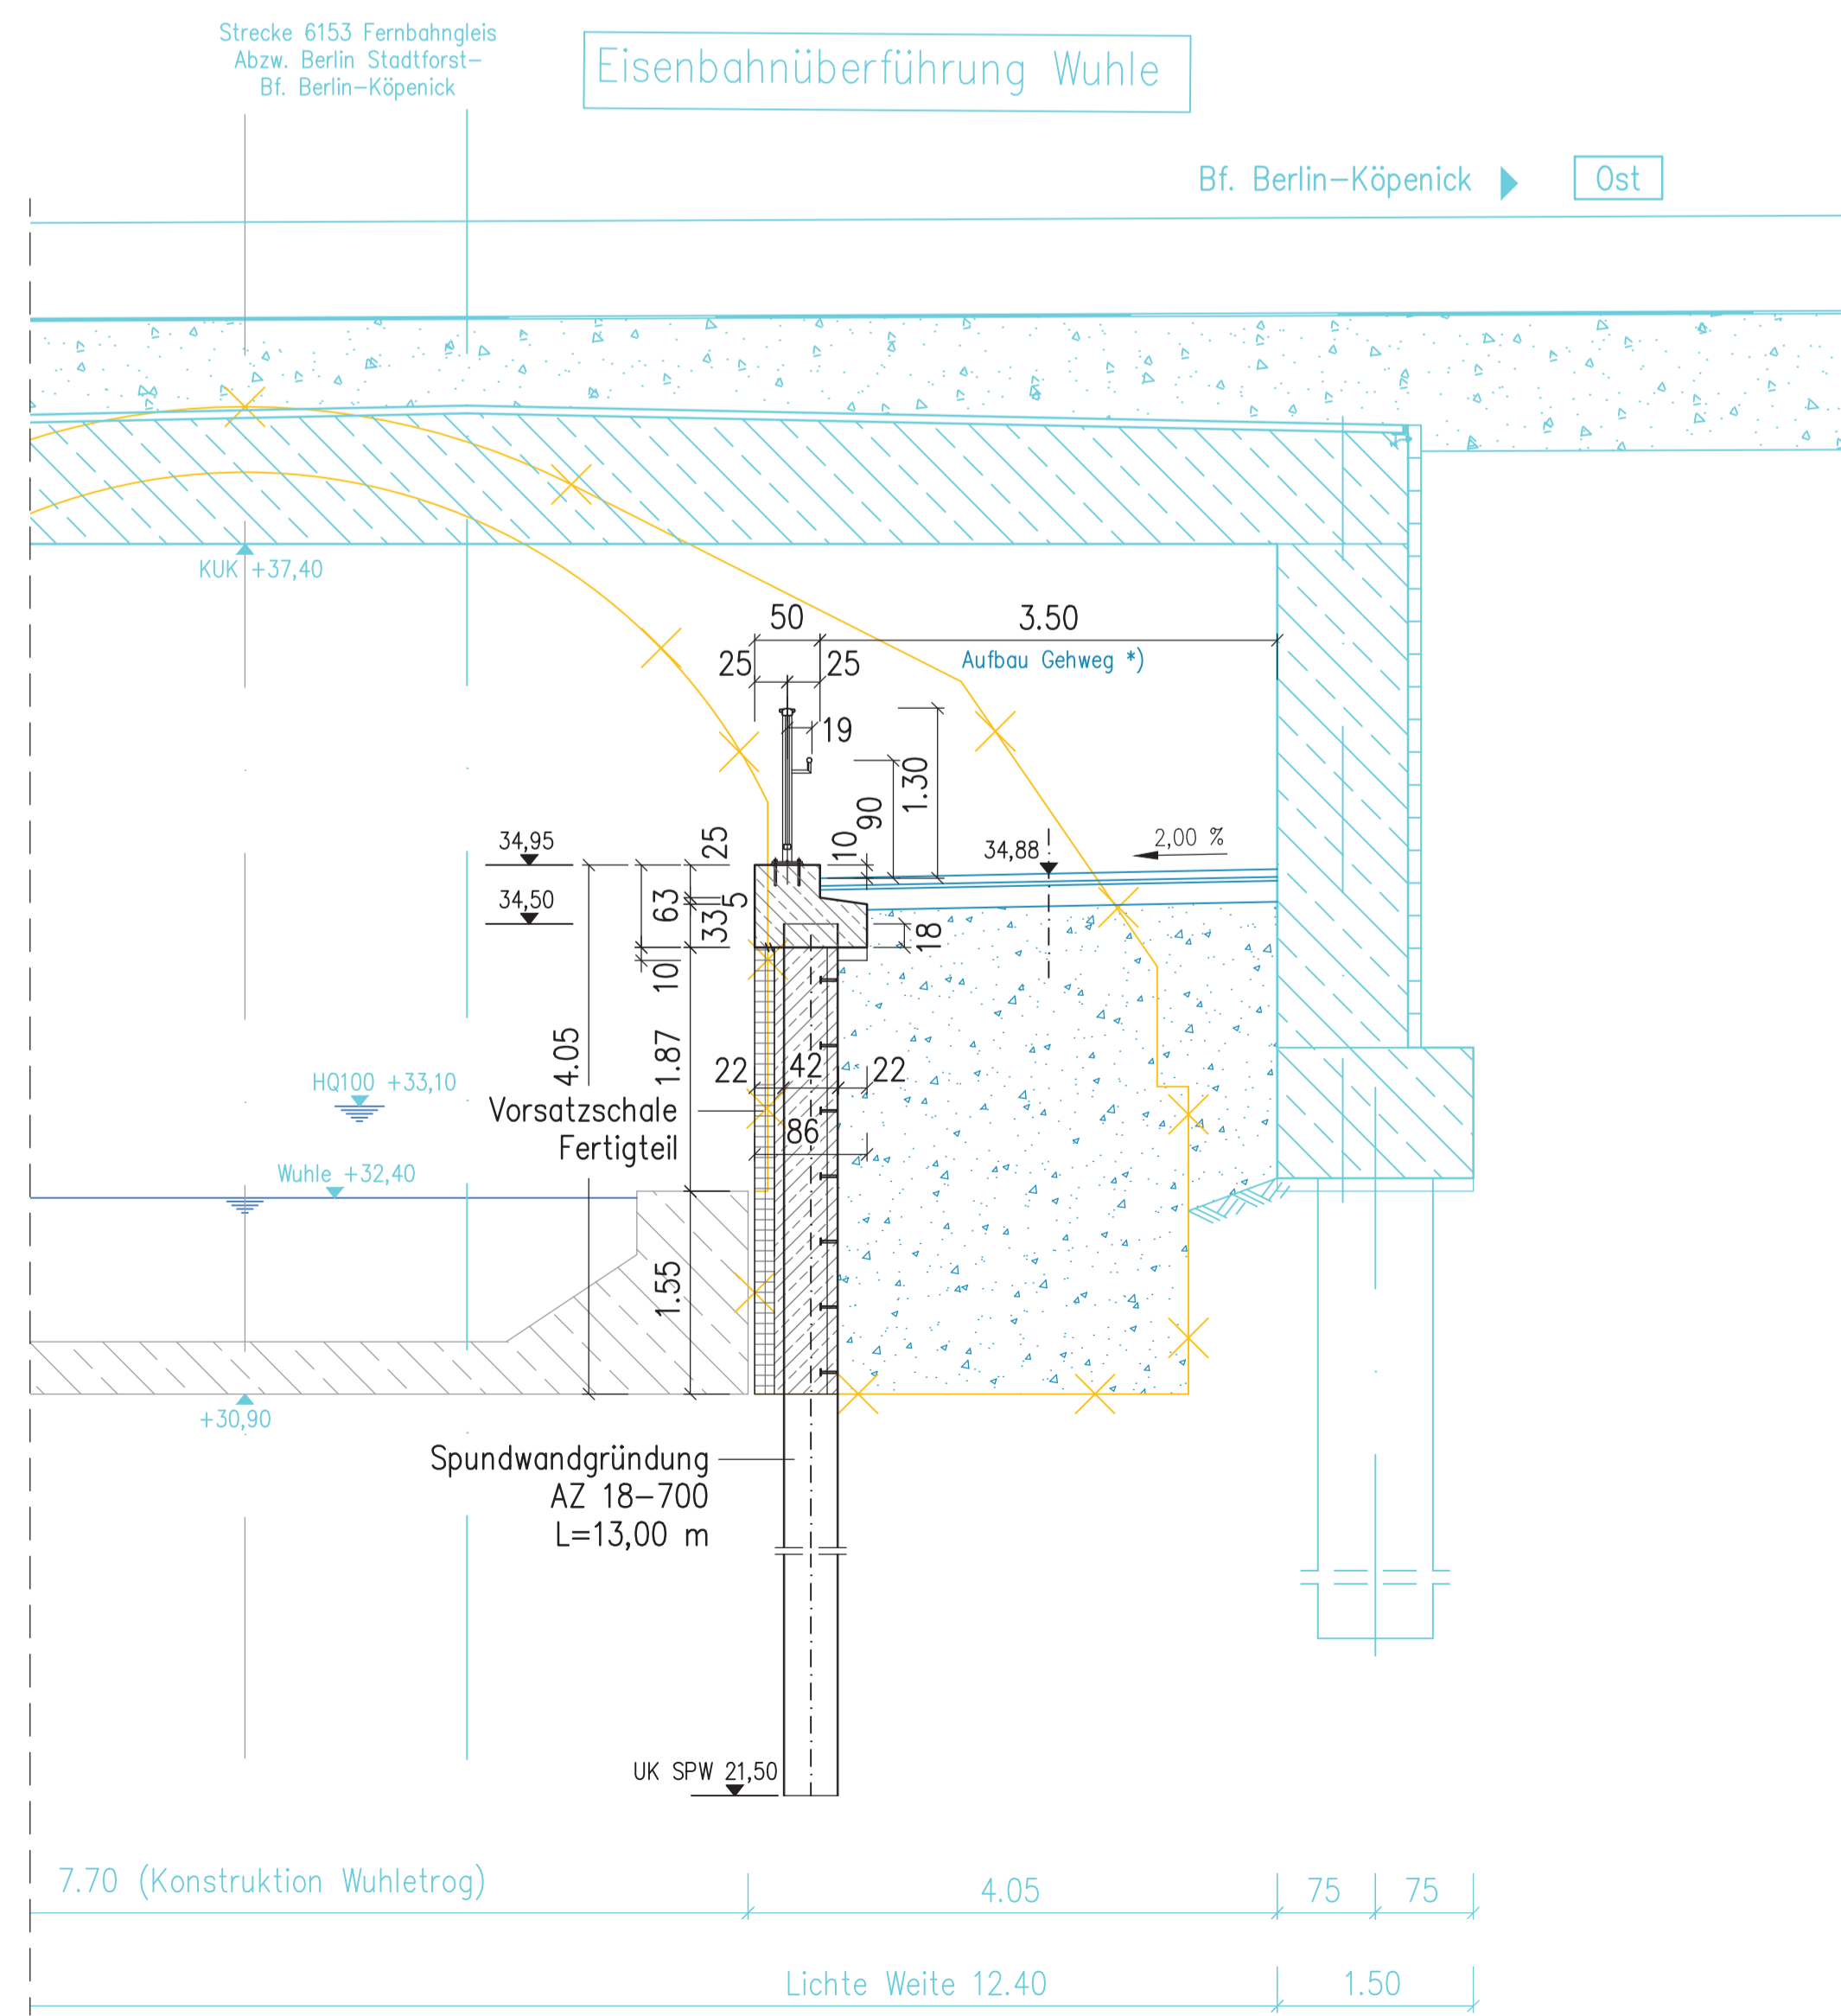 Strecke 6153 Fernbahngleis
Abzw. Berlin Stadtforst-
Bf. Berlin-Köpenick
Eisenbahnüberführung Wuhle
Bf. Berlin-Köpenick
Ost
KUK +37,40
50
3.50
25
25
Aufbau Gehweg *)
19
1.30
90
10
34,95
25
34,88
2,00 %
34,50
63
5
33
18
10
4.05
1.87
22
42
22
HQ100 +33,10
Vorsatzschale
Fertigteil
86
Wuhle +32,40
1.55
+30,90
Spundwandgründung
AZ 18-700
L=13,00 m
UK SPW 21,50
7.70 (Konstruktion Wuhletrog)
4.05
75
75
Lichte Weite 12.40
1.50